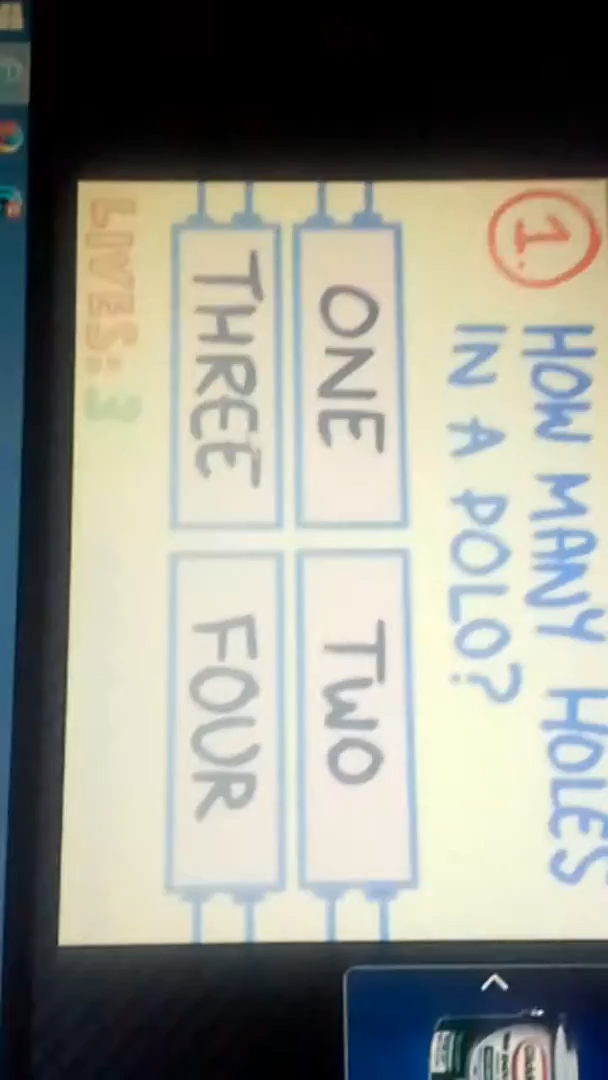 1. HOW MANY HOLES
IN A POLO?
ONE
TWO
THREE
FOUR
LIVES: 3